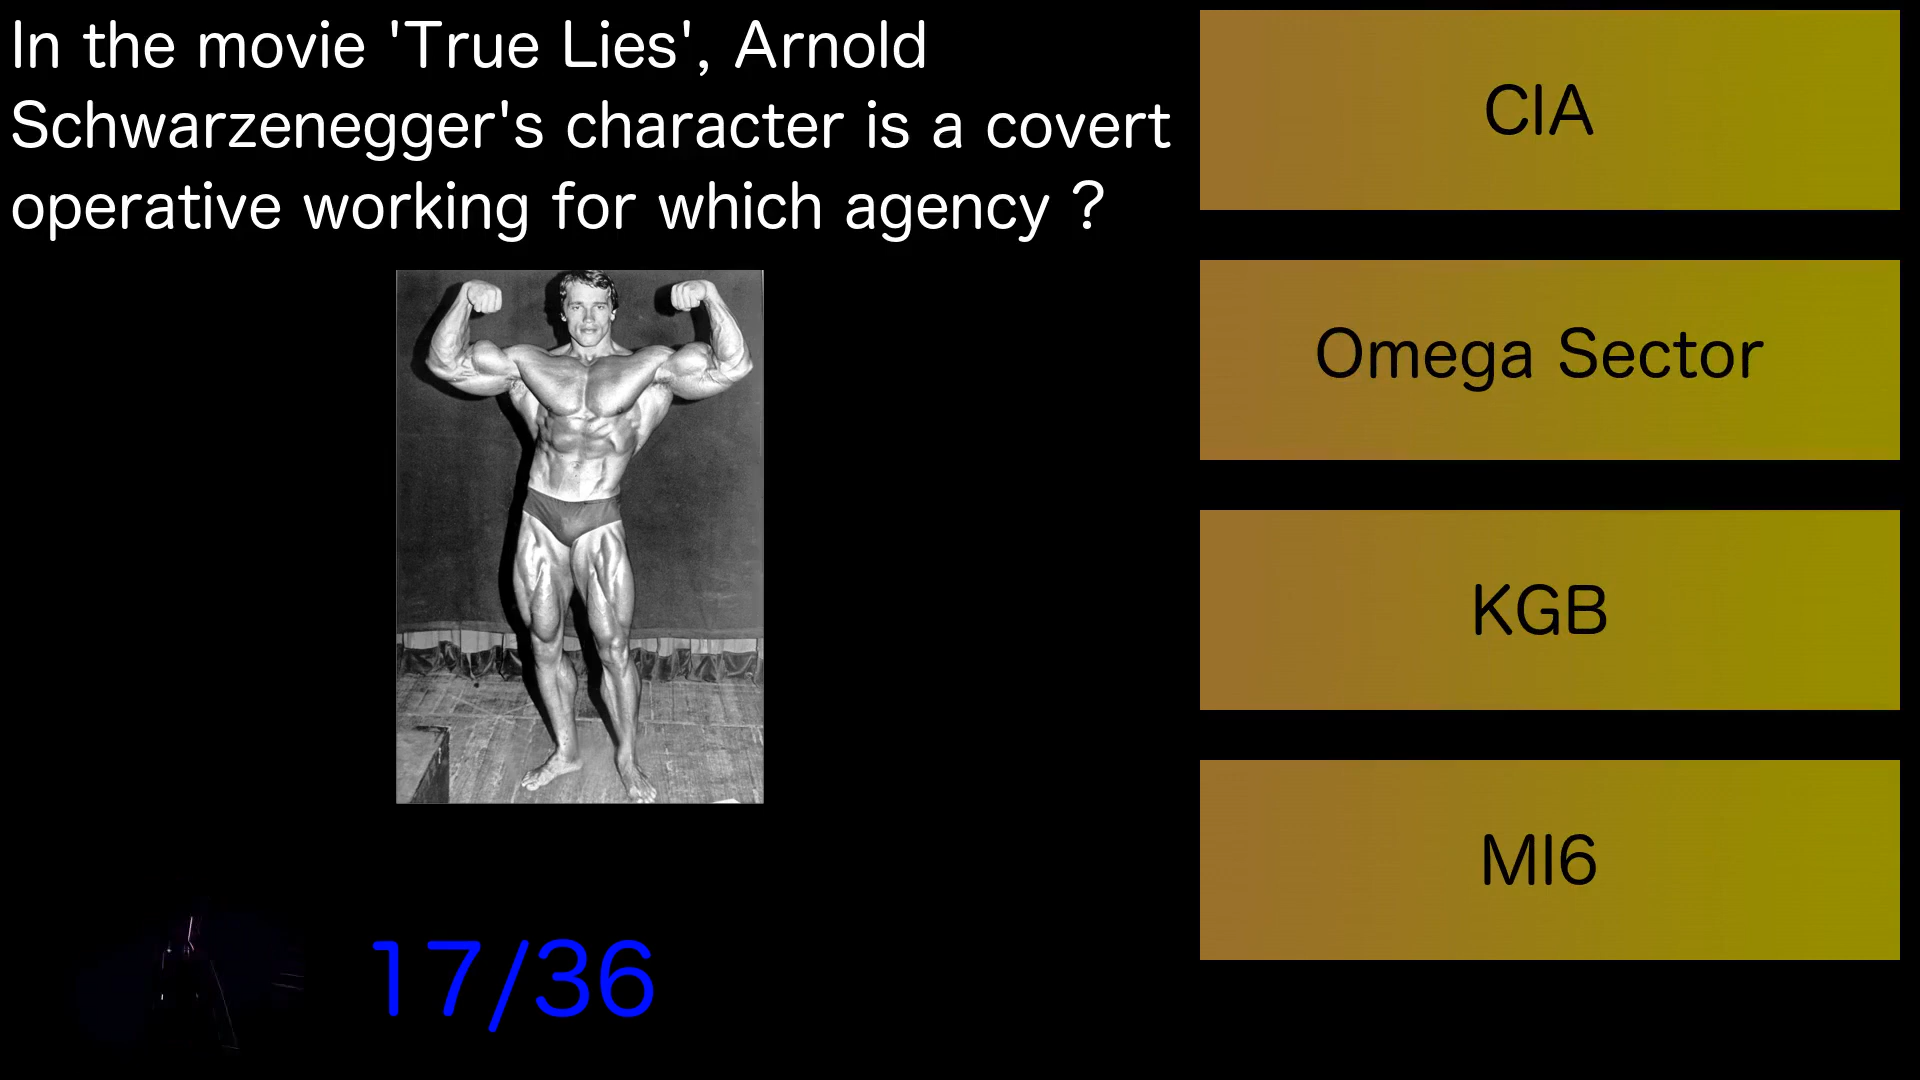 In the movie 'True Lies', Arnold
Schwarzenegger's character is a covert
operative working for which agency ?
CIA
Omega Sector
KGB
MI6
17/36